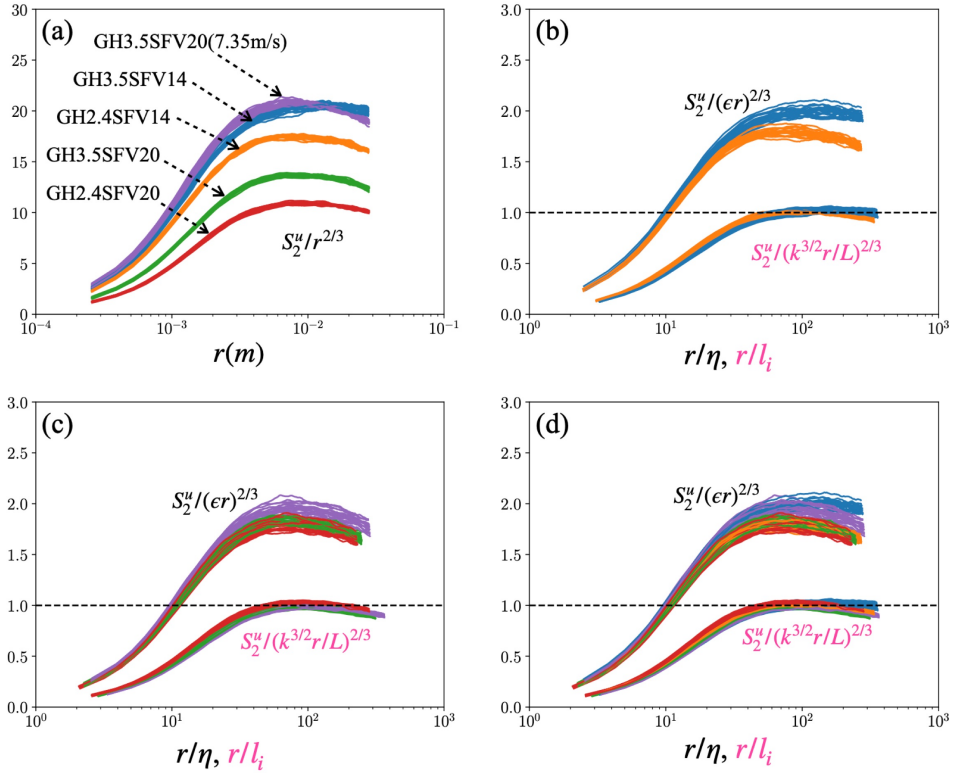 (a)
30
25
20
15
10
5
0
GH3.5SFV20(7.35m/s)
GH3.5SFV14
GH2.4SFV14
GH3.5SFV20
GH2.4SFV20
S₂ᵘ/r^{2/3}
10⁻⁴ 10⁻³ 10⁻² 10⁻¹
r(m)
(b)
3.0
2.5
2.0
1.5
1.0
0.5
0.0
S₂ᵘ/(ϵr)^{2/3}
S₂ᵘ/(k^{3/2}r/L)^{2/3}
10⁰ 10¹ 10² 10³
r/η, r/lᵢ
(c)
3.0
2.5
2.0
1.5
1.0
0.5
0.0
S₂ᵘ/(ϵr)^{2/3}
S₂ᵘ/(k^{3/2}r/L)^{2/3}
10⁰ 10¹ 10² 10³
r/η, r/lᵢ
(d)
3.0
2.5
2.0
1.5
1.0
0.5
0.0
S₂ᵘ/(ϵr)^{2/3}
S₂ᵘ/(k^{3/2}r/L)^{2/3}
10⁰ 10¹ 10² 10³
r/η, r/lᵢ